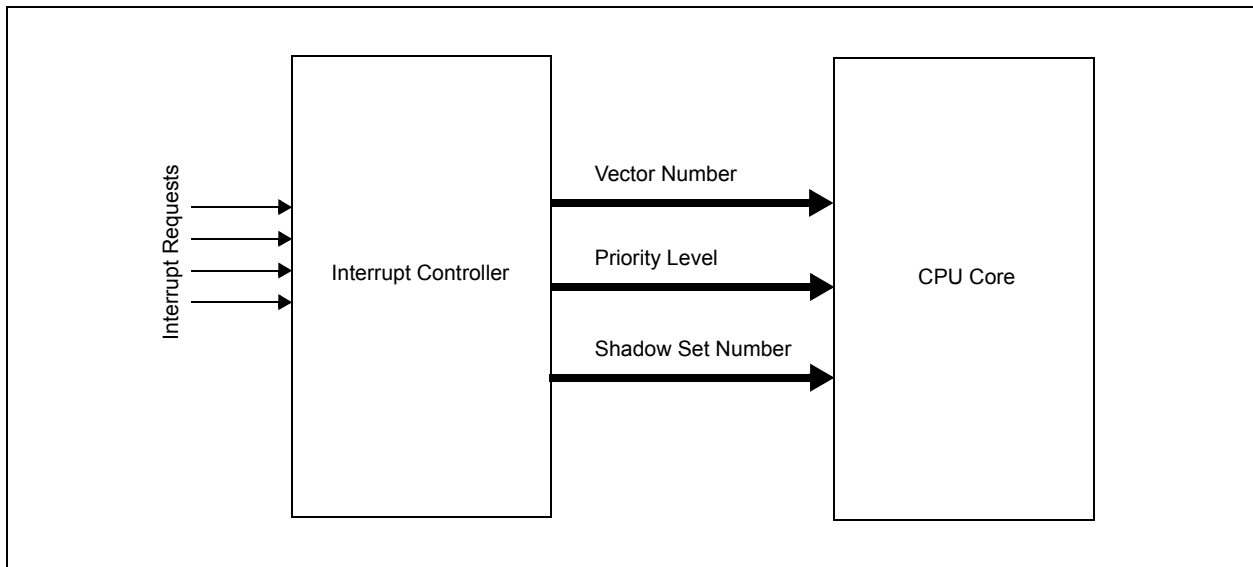 Interrupt Requests
Interrupt Controller
Vector Number
Priority Level
Shadow Set Number
CPU Core